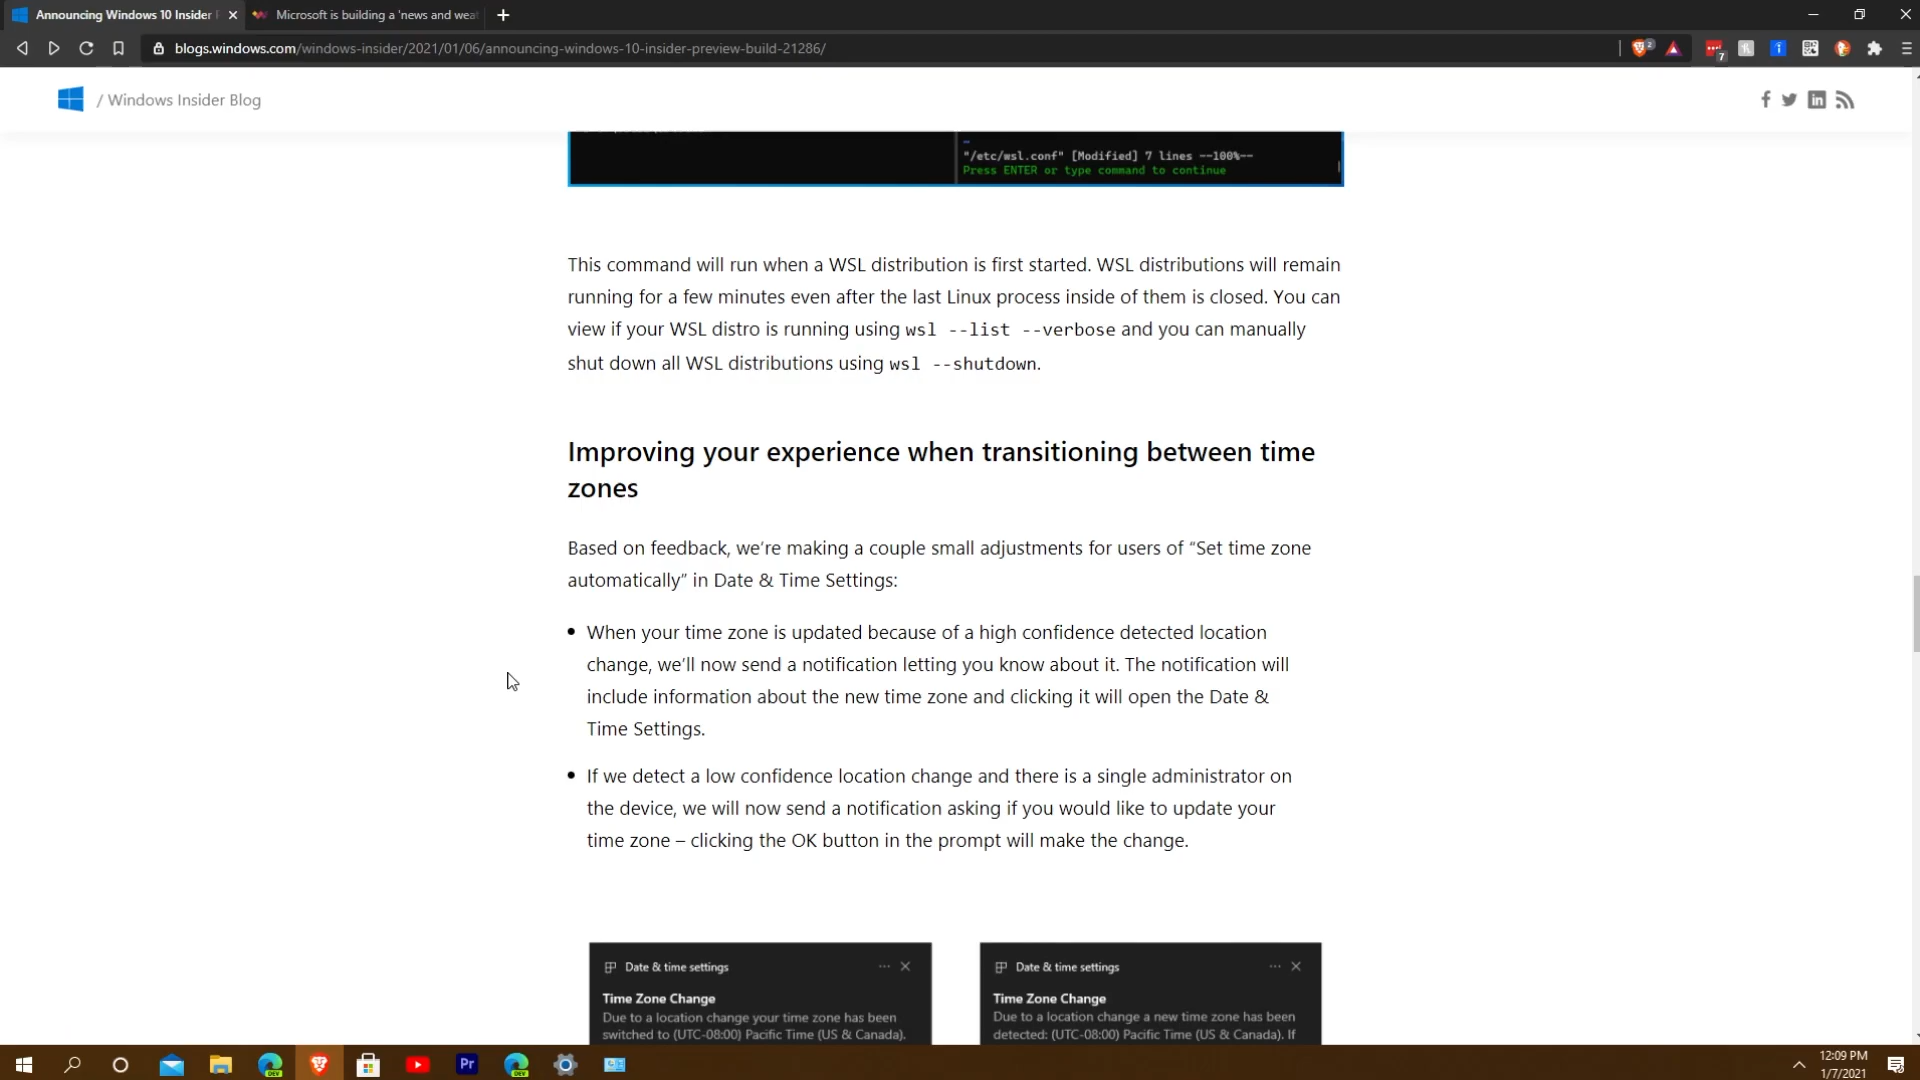 Announcing Windows 10 Insider P
Microsoft is building a 'news and weat
blogs.windows.com/windows-insider/2021/01/06/announcing-windows-10-insider-preview-build-21286/
2
7
/ Windows Insider Blog
"/etc/wsl.conf" [Modified] 7 lines --100%--
Press ENTER or type command to continue
This command will run when a WSL distribution is first started. WSL distributions will remain
running for a few minutes even after the last Linux process inside of them is closed. You can
view if your WSL distro is running using wsl --list --verbose and you can manually
shut down all WSL distributions using wsl --shutdown.
Improving your experience when transitioning between time
zones
Based on feedback, we're making a couple small adjustments for users of “Set time zone
automatically” in Date & Time Settings:
• When your time zone is updated because of a high confidence detected location
change, we'll now send a notification letting you know about it. The notification will
include information about the new time zone and clicking it will open the Date &
Time Settings.
• If we detect a low confidence location change and there is a single administrator on
the device, we will now send a notification asking if you would like to update your
time zone – clicking the OK button in the prompt will make the change.
Date & time settings
Time Zone Change
Due to a location change your time zone has been
switched to (UTC-08:00) Pacific Time (US & Canada).
Date & time settings
Time Zone Change
Due to a location change a new time zone has been
detected: (UTC-08:00) Pacific Time (US & Canada). If
DEV
Pr
DEV
12:09 PM
1/7/2021